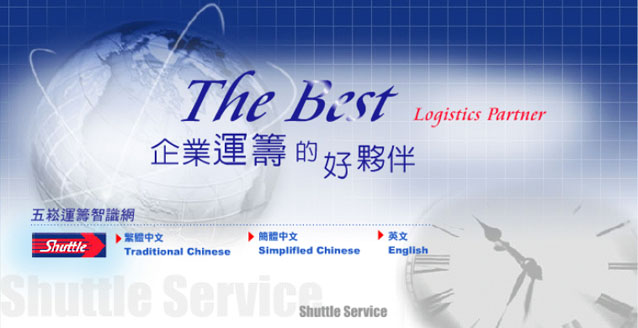 The Best Logistics Partner
企業運籌的好夥伴
五崧運籌智識網
Shuttle
繁體中文 簡體中文 英文
Traditional Chinese Simplifled Chinese English
Shuttle Service
Shuttle Service